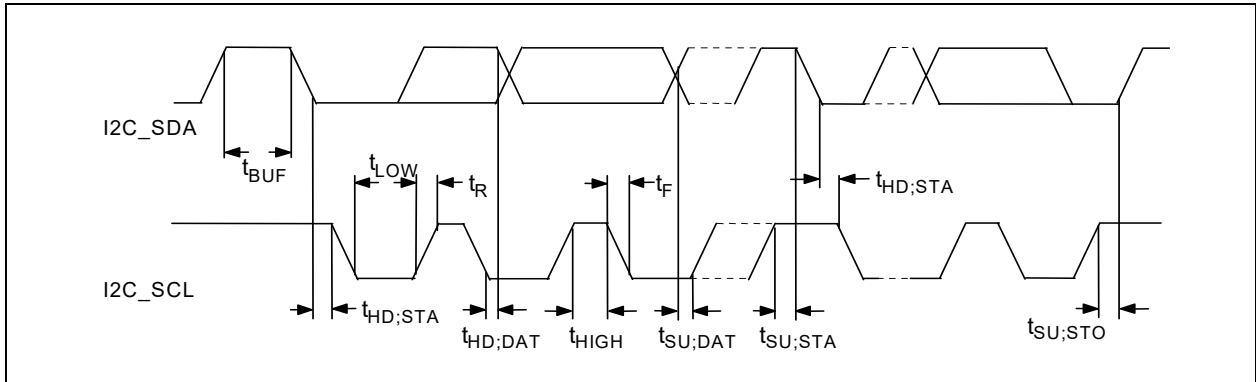 I2C_SDA
tBUF
tLOW
tR
tF
tHD;STA
I2C_SCL
tHD;STA
tHD;DAT
tHIGH
tSU;DAT
tSU;STA
tSU;STO